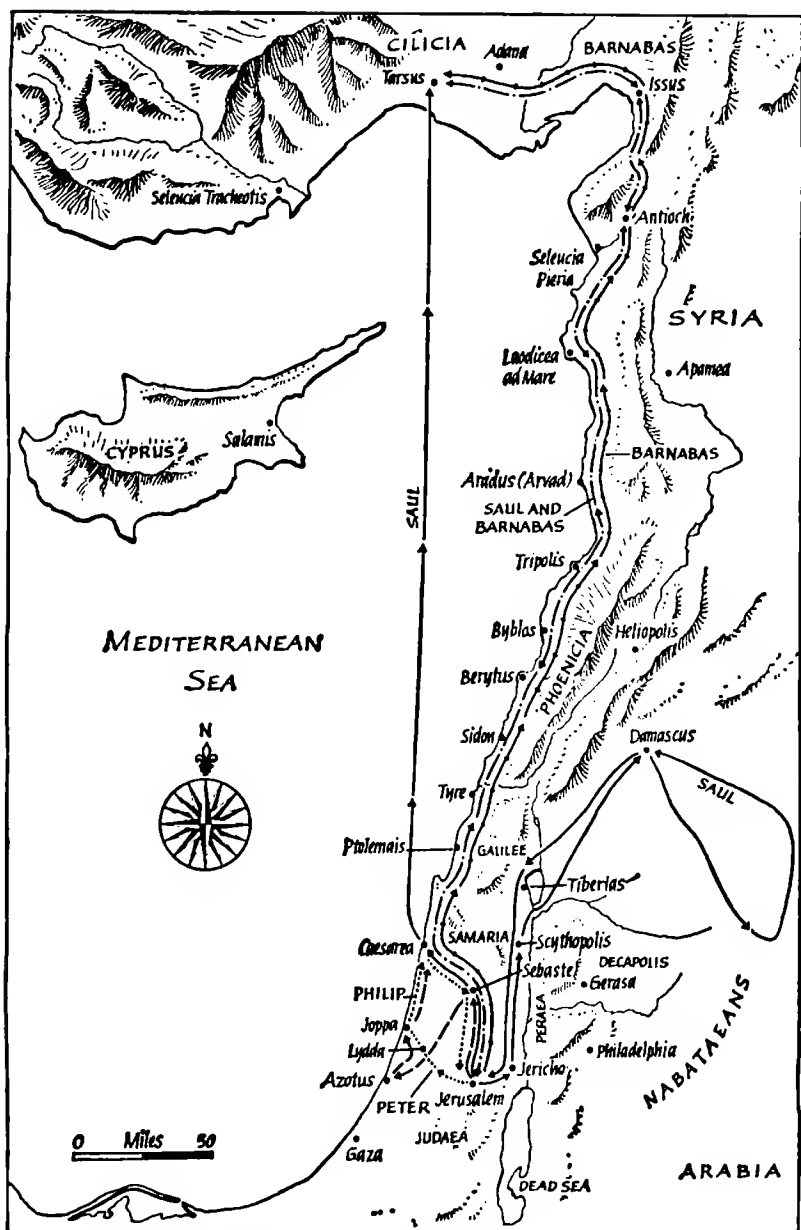 CILICIA
Adana
BARNABAS
Tarsus
Issus
Seleucia Tracheotis
Antioch
Seleucia
Pieria
SYRIA
Laodicea
ad Mare
Apamea
CYPRUS
Salamis
BARNABAS
Aradus (Arvad)
SAUL AND
BARNABAS
SAUL
Tripolis
MEDITERRANEAN
SEA
Byblos
Heliopolis
PHOENICIA
Berytus
N
Sidon
Damascus
SAUL
Tyre
Ptolemais
GALILEE
Tiberias
Caesarea
SAMARIA
Scythopolis
Sebaste
DECAPOLIS
Gerasa
PHILIP
PERAEA
Joppa
Lydda
Philadelphia
NABATAEANS
Azotus
Jericho
PETER
Jerusalem
JUDAEA
0 Miles 50
Gaza
DEAD SEA
ARABIA